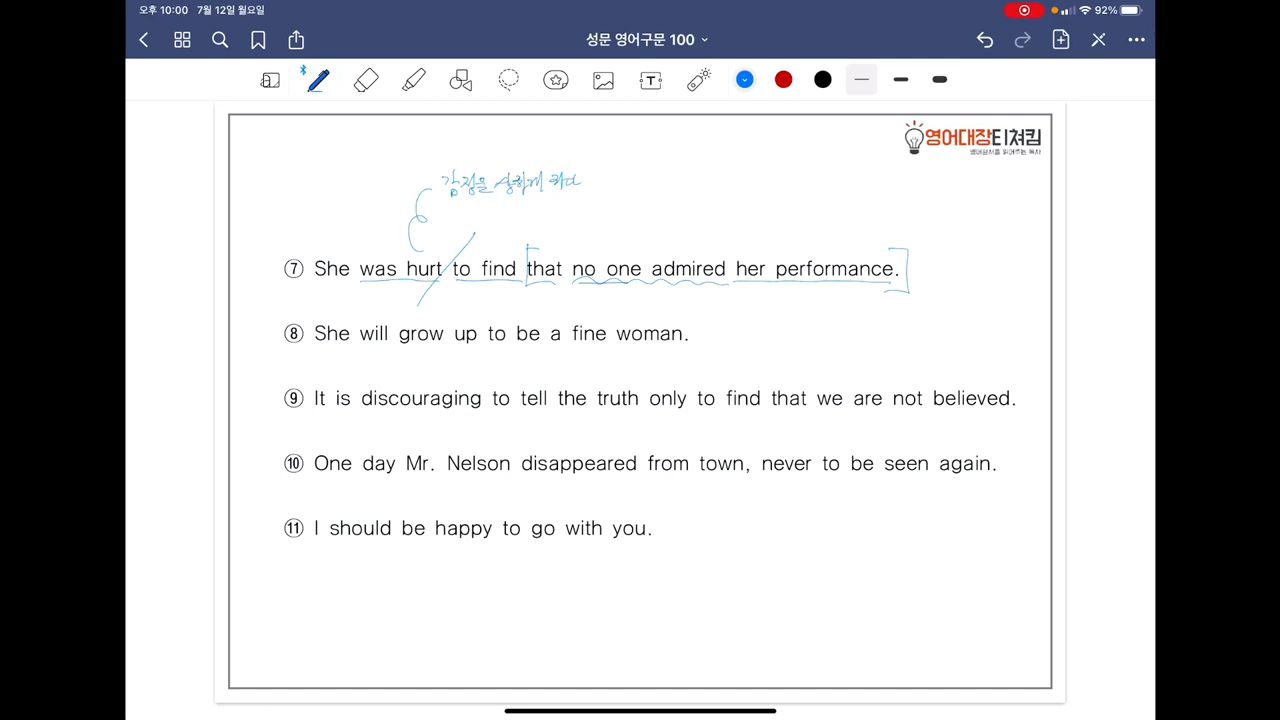 오후 10:00 7월 12일 월요일
92%
성문 영어구문 100
T
영어대장티쳐킴
감정을 상하게 하다
⑦ She was hurt to find that no one admired her performance.
⑧ She will grow up to be a fine woman.
⑨ It is discouraging to tell the truth only to find that we are not believed.
⑩ One day Mr. Nelson disappeared from town, never to be seen again.
⑪ I should be happy to go with you.